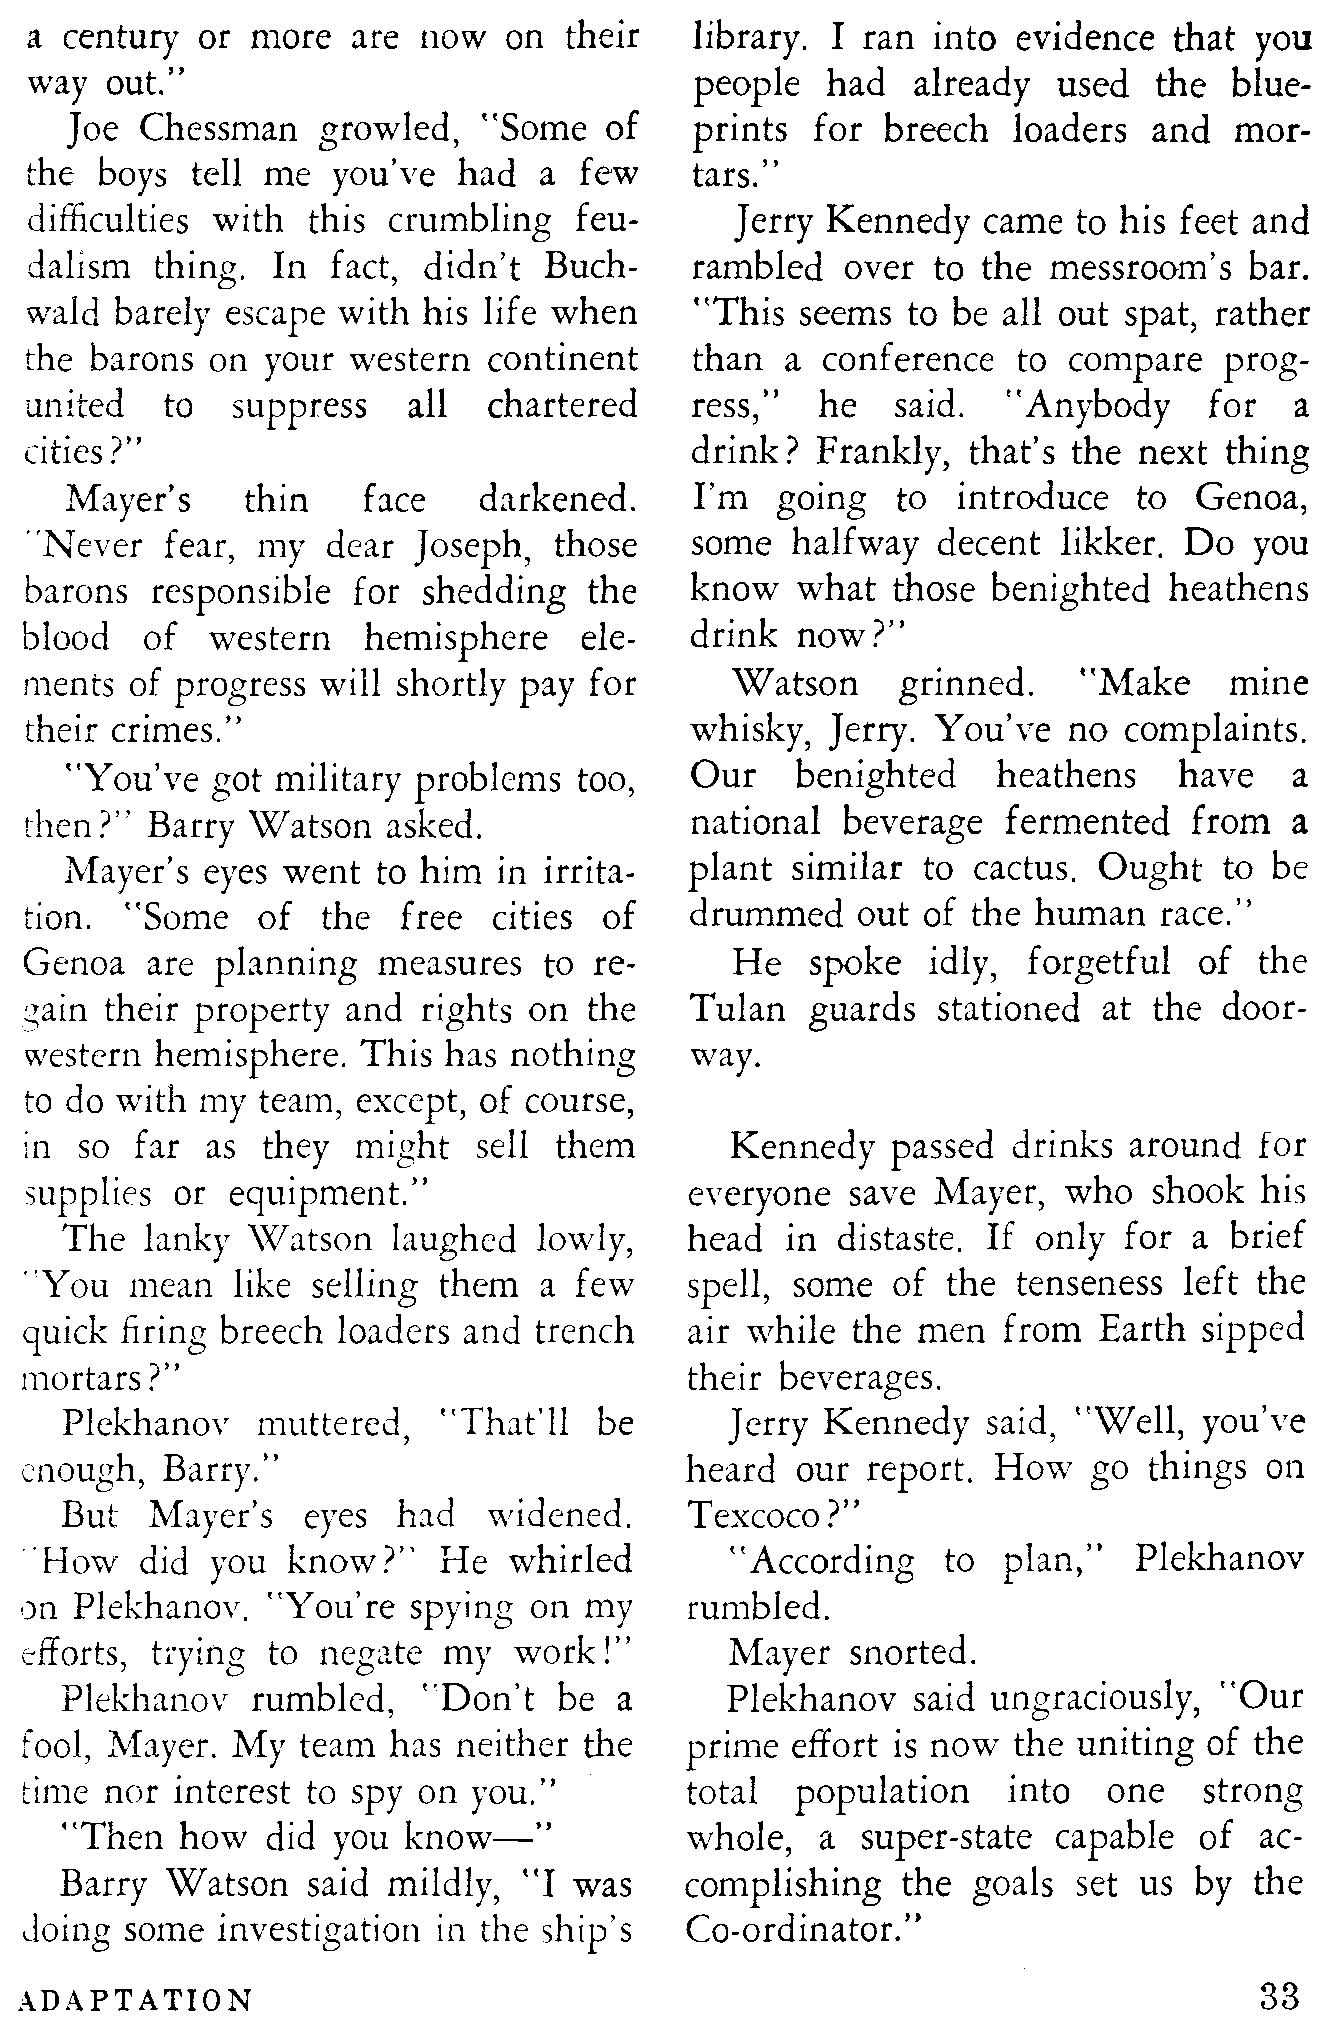 a century or more are now on their
way out."
Joe Chessman growled, "Some of
the boys tell me you've had a few
difficulties with this crumbling feu-
dalism thing. In fact, didn't Buch-
wald barely escape with his life when
the barons on your western continent
united to suppress all chartered
cities?"
Mayer's thin face darkened.
"Never fear, my dear Joseph, those
barons responsible for shedding the
blood of western hemisphere ele-
ments of progress will shortly pay for
their crimes."
"You've got military problems too,
then?" Barry Watson asked.
Mayer's eyes went to him in irrita-
tion. "Some of the free cities of
Genoa are planning measures to re-
gain their property and rights on the
western hemisphere. This has nothing
to do with my team, except, of course,
in so far as they might sell them
supplies or equipment."
The lanky Watson laughed lowly,
"You mean like selling them a few
quick firing breech loaders and trench
mortars?"
Plekhanov muttered, "That'll be
enough, Barry."
But Mayer's eyes had widened.
"How did you know?" He whirled
on Plekhanov. "You're spying on my
efforts, trying to negate my work!"
Plekhanov rumbled, "Don't be a
fool, Mayer. My team has neither the
time nor interest to spy on you."
"Then how did you know—"
Barry Watson said mildly, "I was
doing some investigation in the ship's
library. I ran into evidence that you
people had already used the blue-
prints for breech loaders and mor-
tars."
Jerry Kennedy came to his feet and
rambled over to the messroom's bar.
"This seems to be all out spat, rather
than a conference to compare prog-
ress," he said. "Anybody for a
drink? Frankly, that's the next thing
I'm going to introduce to Genoa,
some halfway decent likker. Do you
know what those benighted heathens
drink now?"
Watson grinned. "Make mine
whisky, Jerry. You've no complaints.
Our benighted heathens have a
national beverage fermented from a
plant similar to cactus. Ought to be
drummed out of the human race."
He spoke idly, forgetful of the
Tulan guards stationed at the door-
way.
Kennedy passed drinks around for
everyone save Mayer, who shook his
head in distaste. If only for a brief
spell, some of the tenseness left the
air while the men from Earth sipped
their beverages.
Jerry Kennedy said, "Well, you've
heard our report. How go things on
Texcoco?"
"According to plan," Plekhanov
rumbled.
Mayer snorted.
Plekhanov said ungraciously, "Our
prime effort is now the uniting of the
total population into one strong
whole, a super-state capable of ac-
complishing the goals set us by the
Co-ordinator."
ADAPTATION 33